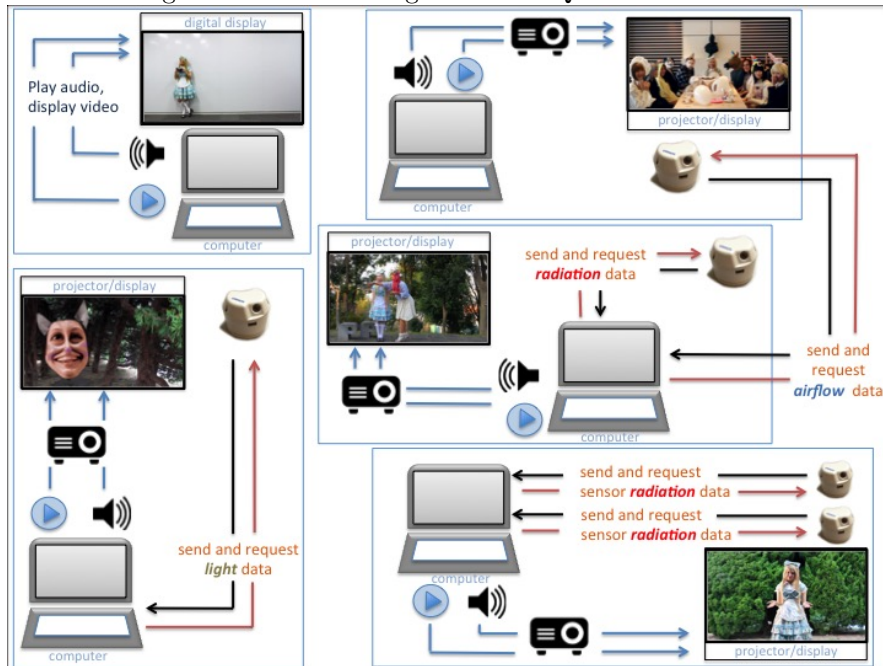 digital display
Play audio,
display video
computer
projector/display
computer
projector/display
send and request
radiation data
computer
send and
request
airflow data
projector/display
send and request
light data
computer
send and request
sensor radiation data
send and request
sensor radiation data
computer
projector/display